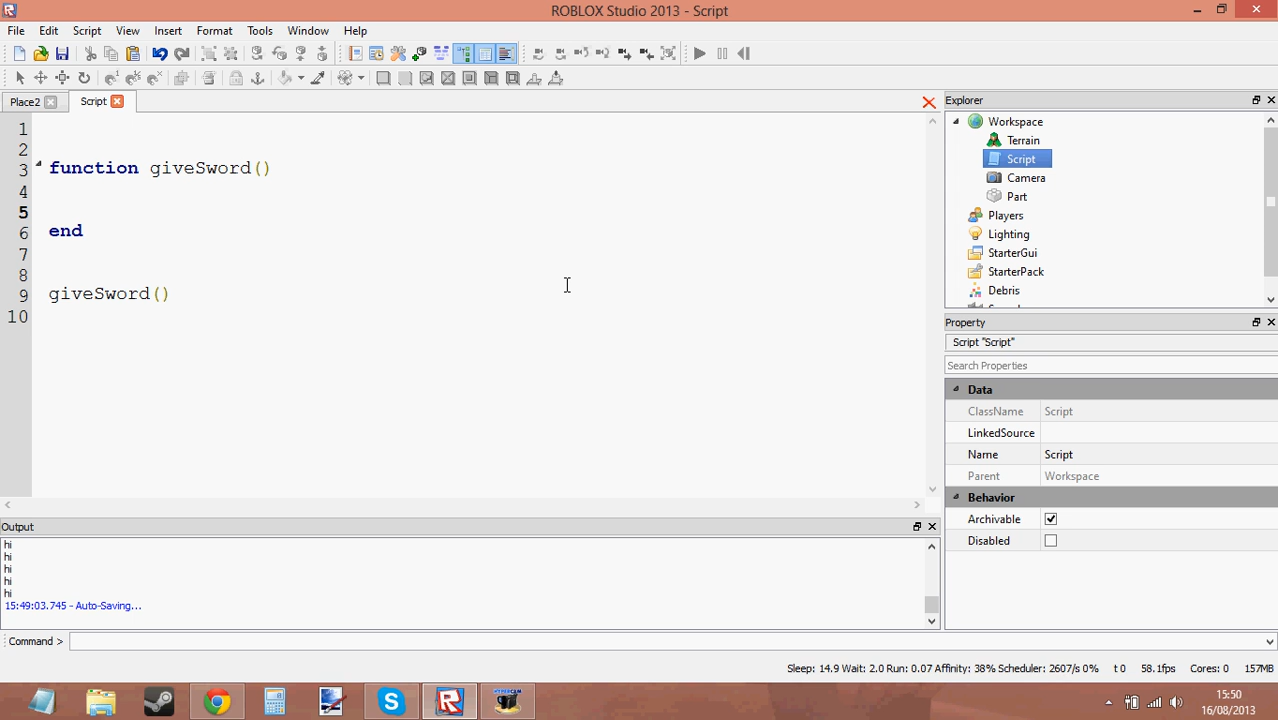 ROBLOX Studio 2013 - Script
File Edit Script View Insert Format Tools Window Help
Place2 Script
1
2
3 function giveSword()
4
5
6 end
7
8
9 giveSword()
10
Explorer
Workspace
Terrain
Script
Camera
Part
Players
Lighting
StarterGui
StarterPack
Debris
Property
Script "Script"
Search Properties
Data
ClassName Script
LinkedSource
Name Script
Parent Workspace
Behavior
Archivable
Disabled
Output
hi
hi
hi
hi
hi
15:49:03.745 - Auto-Saving...
Command >
Sleep: 14.9 Wait: 2.0 Run: 0.07 Affinity: 38% Scheduler: 2607/s 0% t 0 58.1fps Cores: 0 157MB
15:50
16/08/2013